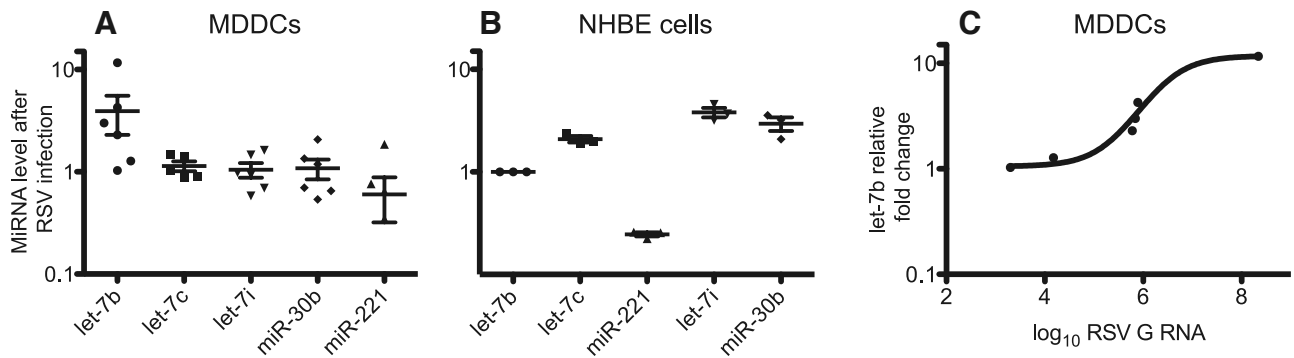 A MDDCs
MiRNA level after
RSV infection
10
1
0.1
let-7b
let-7c
let-7i
miR-30b
miR-221
B NHBE cells
1
let-7b
let-7c
miR-221
let-7i
miR-30b
C MDDCs
let-7b relative
fold change
10
1
0.1
2 4 6 8
log₁₀ RSV G RNA